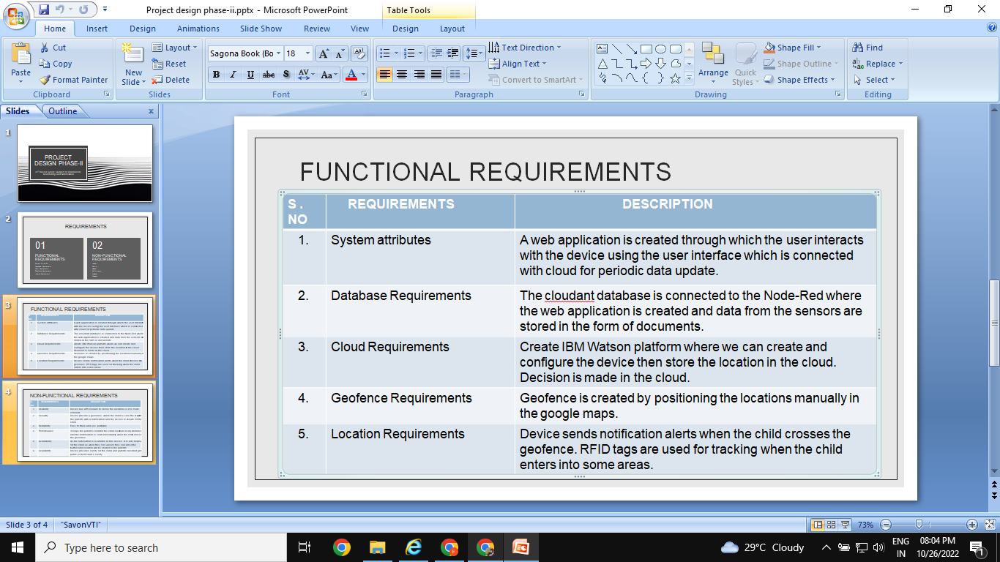 Project design phase-ii.pptx - Microsoft PowerPoint
Table Tools
Home Insert Design Animations Slide Show Review View Design Layout
Paste
Cut
Copy
Format Painter
Clipboard
New Slide
Layout
Reset
Delete
Slides
Sagona Book (Bo 18
B I U abc S AV Aa A
Font
Text Direction
Align Text
Convert to SmartArt
Paragraph
Arrange
Quick Styles
Shape Fill
Shape Outline
Shape Effects
Drawing
Find
Replace
Select
Editing
Slides Outline x
1
PROJECT
DESIGN PHASE-II
2
REQUIREMENTS
01
FUNCTIONAL
REQUIREMENTS
02
NON-FUNCTIONAL
REQUIREMENTS
3
FUNCTIONAL REQUIREMENTS
4
NON-FUNCTIONAL REQUIREMENTS
FUNCTIONAL REQUIREMENTS
S .
NO
REQUIREMENTS
DESCRIPTION
1.
System attributes
A web application is created through which the user interacts
with the device using the user interface which is connected
with cloud for periodic data update.
2.
Database Requirements
The cloudant database is connected to the Node-Red where
the web application is created and data from the sensors are
stored in the form of documents.
3.
Cloud Requirements
Create IBM Watson platform where we can create and
configure the device then store the location in the cloud.
Decision is made in the cloud.
4.
Geofence Requirements
Geofence is created by positioning the locations manually in
the google maps.
5.
Location Requirements
Device sends notification alerts when the child crosses the
geofence. RFID tags are used for tracking when the child
enters into some areas.
Slide 3 of 4 "SavonVTI" 73%
Type here to search
29°C Cloudy
ENG
IN
08:04 PM
10/26/2022
1